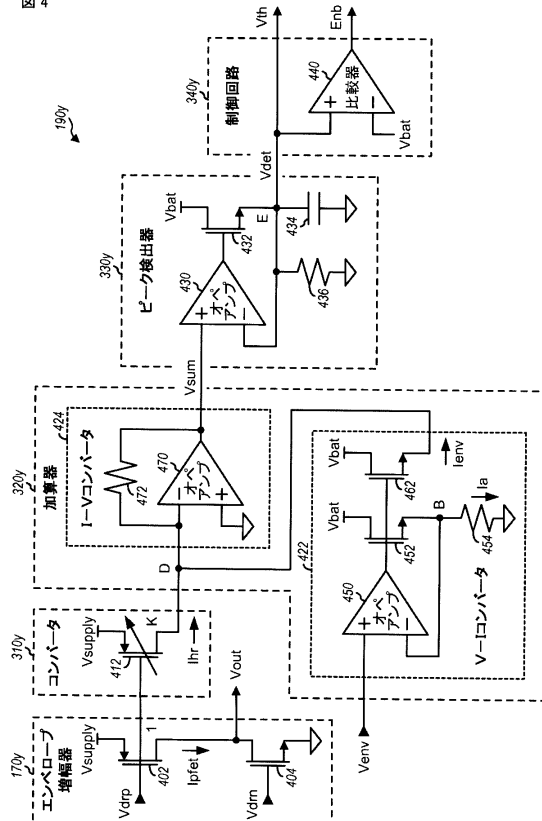 図 4
190y
170y
エンベロープ
増幅器
Vsupply
Vdrp
402
1
Ipfet
Vout
Vdrn
404
310y
コンバータ
Vsupply
412
K
Ihr
320y
加算器
424
I−Vコンバータ
472
D
470
オペ
アンプ
−
+
Vsum
422
Venv
450
オペ
アンプ
+
−
Vbat
452
Vbat
462
B
Ienv
Ia
454
V−Iコンバータ
330y
ピーク検出器
430
オペ
アンプ
+
−
Vbat
432
E
434
436
Vdet
340y
制御回路
440
比較器
+
−
Vbat
Vth
Enb